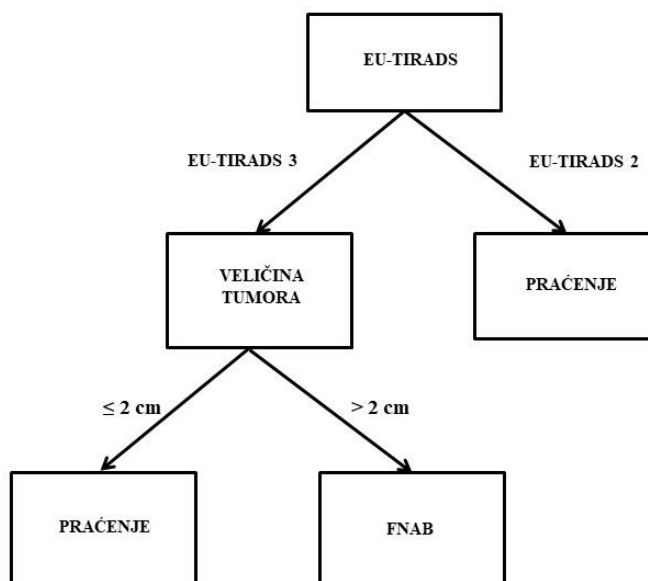 EU-TIRADS
EU-TIRADS 3
EU-TIRADS 2
VELIČINA
TUMORA
PRAĆENJE
≤ 2 cm
> 2 cm
PRAĆENJE
FNAB